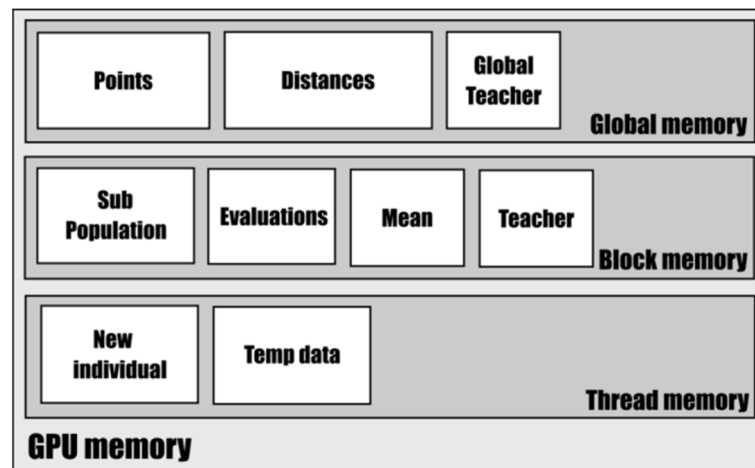 Points
Distances
Global
Teacher
Global memory
Sub
Population
Evaluations
Mean
Teacher
Block memory
New
individual
Temp data
Thread memory
GPU memory